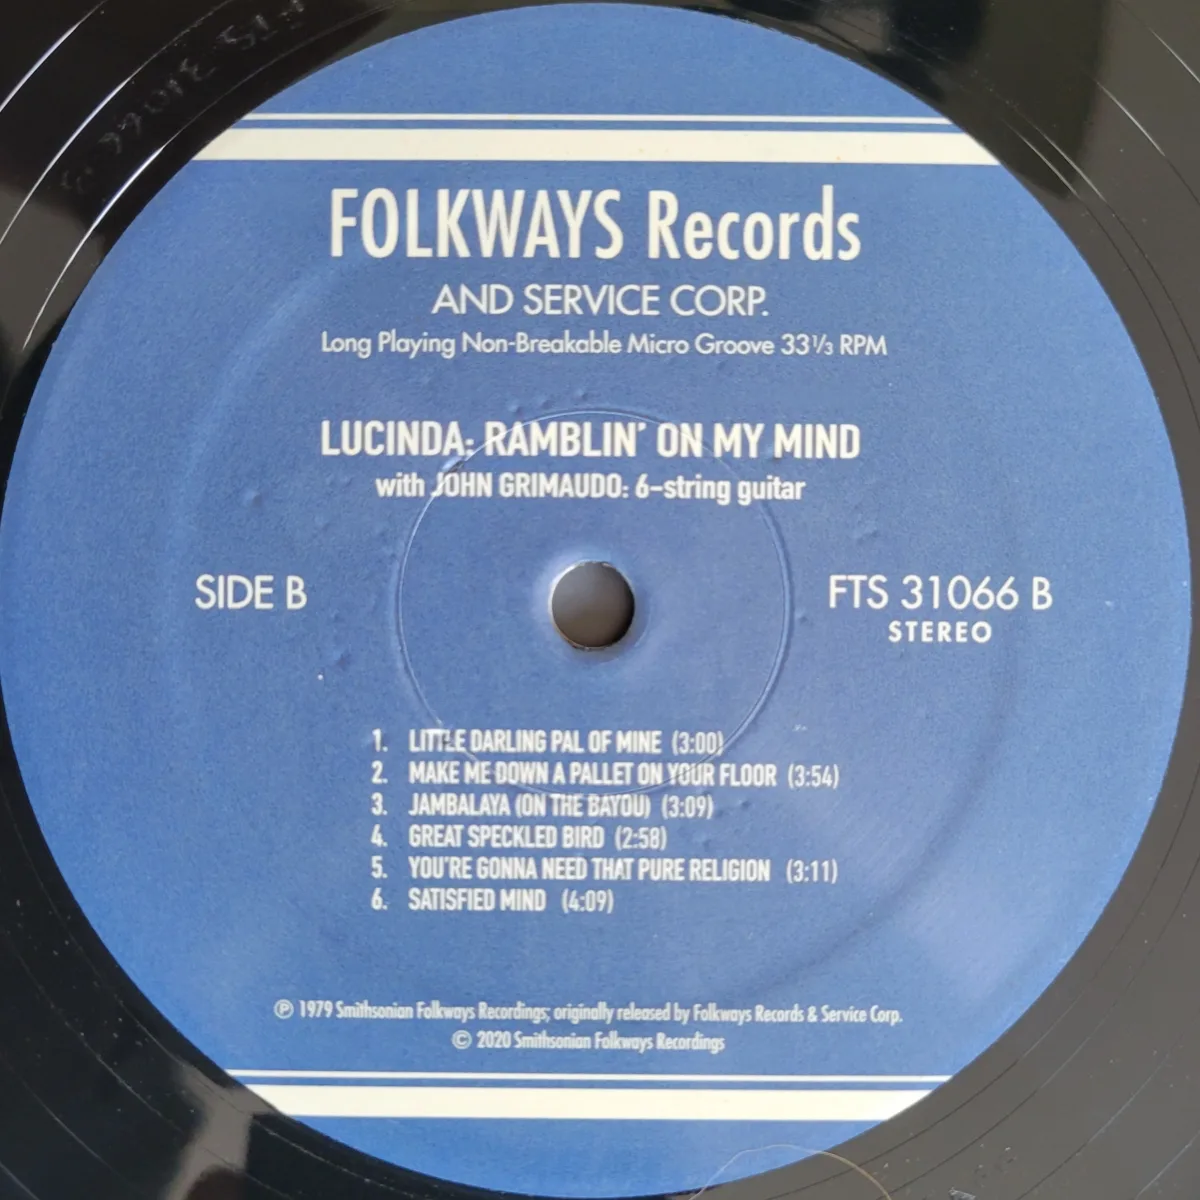 FOLKWAYS Records
AND SERVICE CORP.
Long Playing Non-Breakable Micro Groove 33⅓ RPM
LUCINDA: RAMBLIN' ON MY MIND
with JOHN GRIMAUDO: 6-string guitar
SIDE B
FTS 31066 B
STEREO
1. LITTLE DARLING PAL OF MINE (3:00)
2. MAKE ME DOWN A PALLET ON YOUR FLOOR (3:54)
3. JAMBALAYA (ON THE BAYOU) (3:09)
4. GREAT SPECKLED BIRD (2:58)
5. YOU'RE GONNA NEED THAT PURE RELIGION (3:11)
6. SATISFIED MIND (4:09)
℗ 1979 Smithsonian Folkways Recordings; originally released by Folkways Records & Service Corp.
© 2020 Smithsonian Folkways Recordings